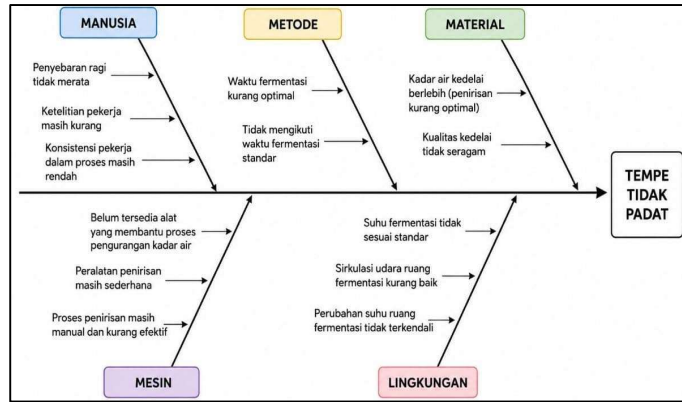 MANUSIA
METODE
MATERIAL
Penyebaran ragi
tidak merata
Ketelitian pekerja
masih kurang
Konsistensi pekerja
dalam proses masih
rendah
Waktu fermentasi
kurang optimal
Tidak mengikuti
waktu fermentasi
standar
Kadar air kedelai
berlebih (penirisan
kurang optimal)
Kualitas kedelai
tidak seragam
TEMPE
TIDAK
PADAT
Belum tersedia alat
yang membantu proses
pengurangan kadar air
Peralatan penirisan
masih sederhana
Proses penirisan masih
manual dan kurang efektif
Suhu fermentasi tidak
sesuai standar
Sirkulasi udara ruang
fermentasi kurang baik
Perubahan suhu ruang
fermentasi tidak terkendali
MESIN
LINGKUNGAN